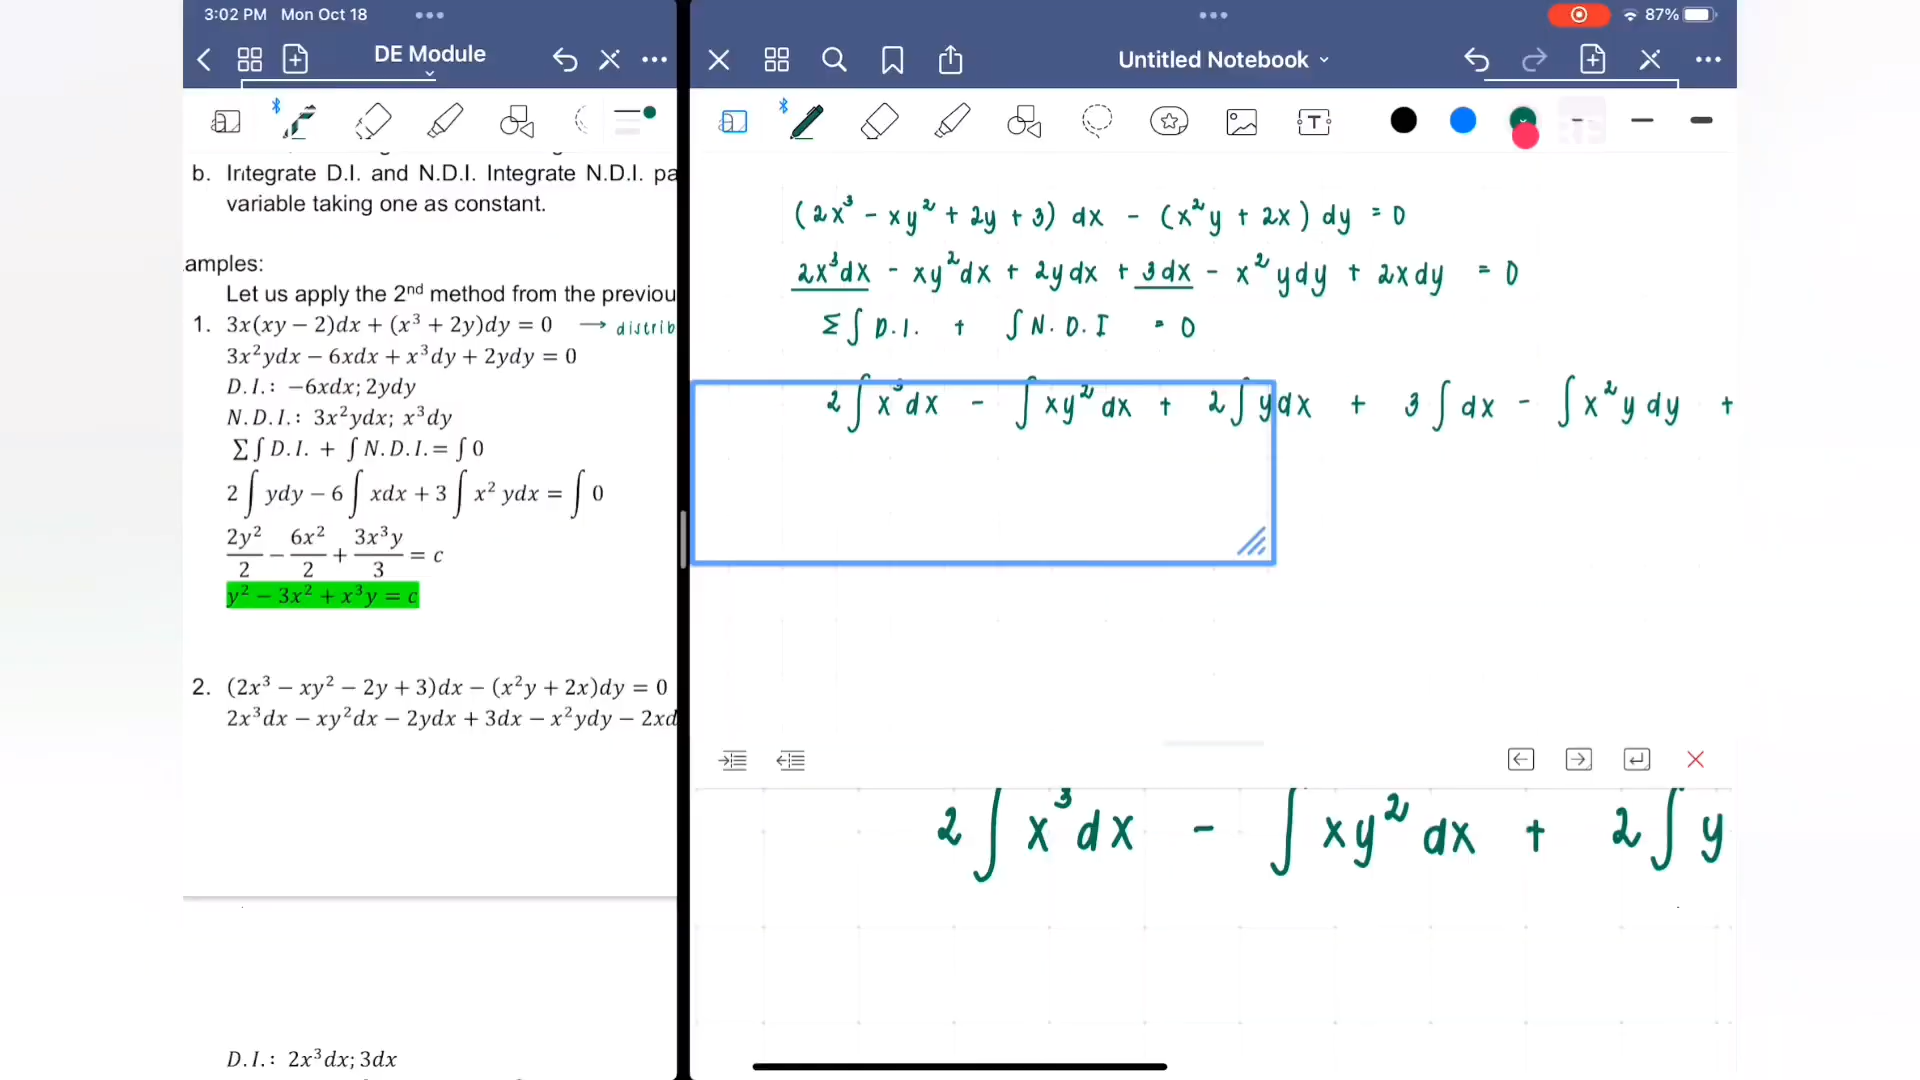 3:02 PM Mon Oct 18
87%
DE Module
Untitled Notebook
b. Integrate D.I. and N.D.I. Integrate N.D.I. pa
variable taking one as constant.
amples:
Let us apply the 2nd method from the previou
1. 3x(xy − 2)dx + (x³ + 2y)dy = 0 → distrib
3x²ydx − 6xdx + x³dy + 2ydy = 0
D.I.: −6xdx; 2ydy
N.D.I.: 3x²ydx; x³dy
∑∫D.I. + ∫N.D.I. = ∫0
2∫ydy − 6∫xdx + 3∫x² ydx = ∫0
2y²/2 − 6x²/2 + 3x³y/3 = c
y² − 3x² + x³y = c
2. (2x³ − xy² − 2y + 3)dx − (x²y + 2x)dy = 0
2x³dx − xy²dx − 2ydx + 3dx − x²ydy − 2xd
D.I.: 2x³dx; 3dx
(2x³ - xy² + 2y + 3) dx - (x²y + 2x) dy = 0
2x³dx - xy²dx + 2ydx + 3dx - x²ydy + 2xdy = 0
Σ∫D.I. + ∫N.D.I = 0
2∫x³dx - ∫xy²dx + 2∫ydx + 3∫dx - ∫x²ydy +
2∫x³dx - ∫xy²dx + 2∫y